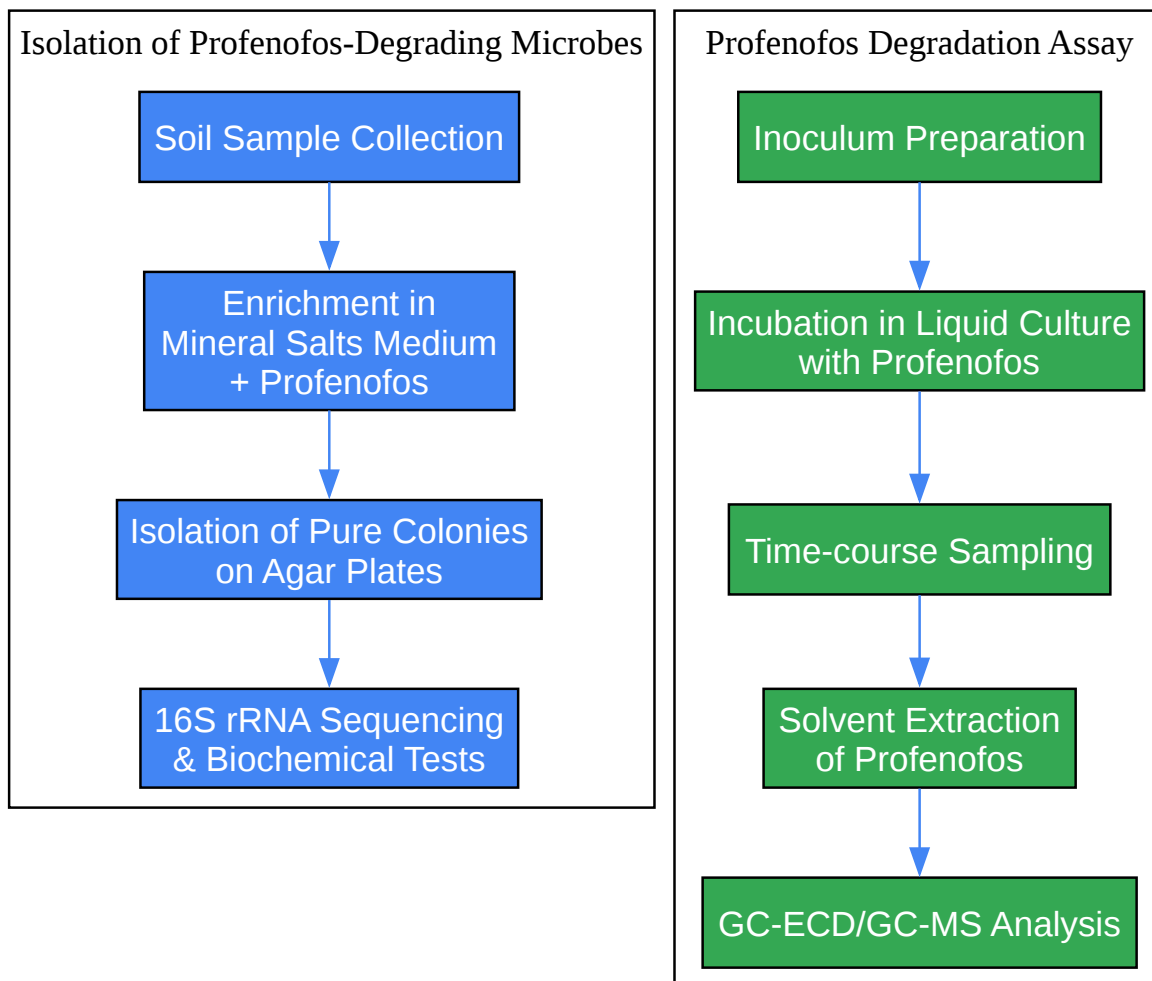 Isolation of Profenofos-Degrading Microbes
Soil Sample Collection
Enrichment in
Mineral Salts Medium
+ Profenofos
Isolation of Pure Colonies
on Agar Plates
16S rRNA Sequencing
& Biochemical Tests
Profenofos Degradation Assay
Inoculum Preparation
Incubation in Liquid Culture
with Profenofos
Time-course Sampling
Solvent Extraction
of Profenofos
GC-ECD/GC-MS Analysis